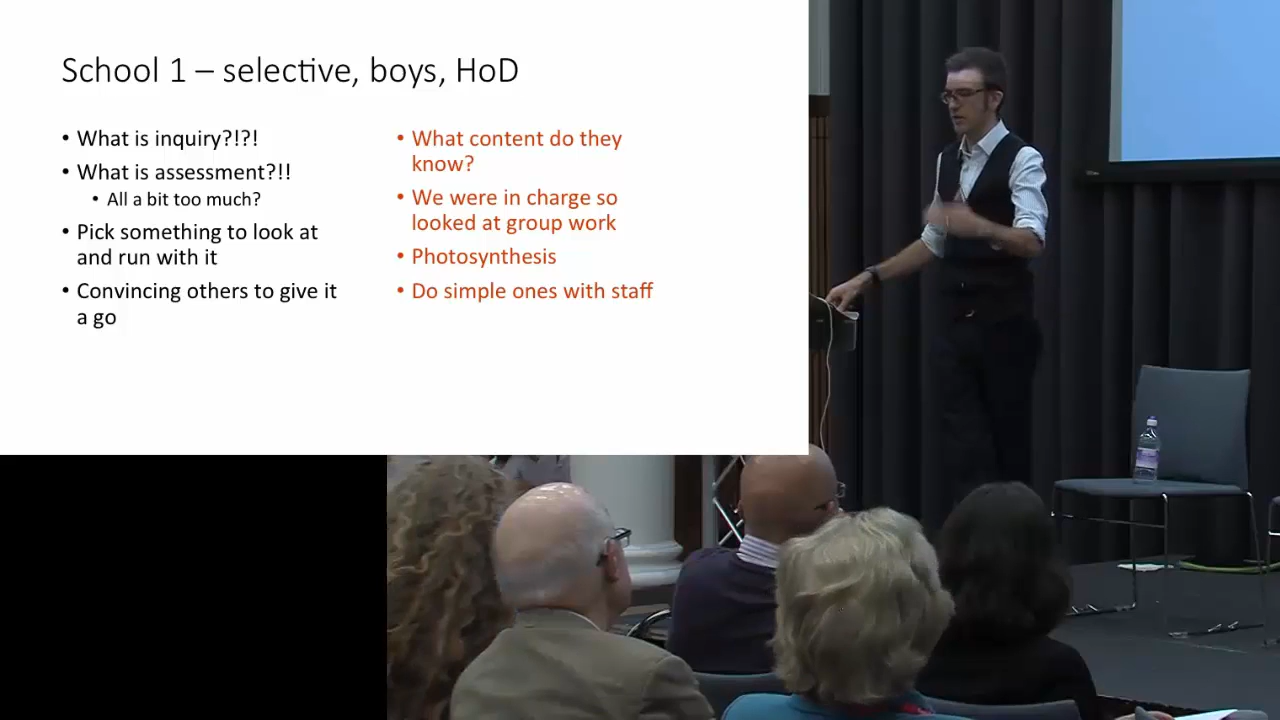 School 1 – selective, boys, HoD
• What is inquiry?!?!
• What is assessment?!!
• All a bit too much?
• Pick something to look at
and run with it
• Convincing others to give it
a go
• What content do they
know?
• We were in charge so
looked at group work
• Photosynthesis
• Do simple ones with staff